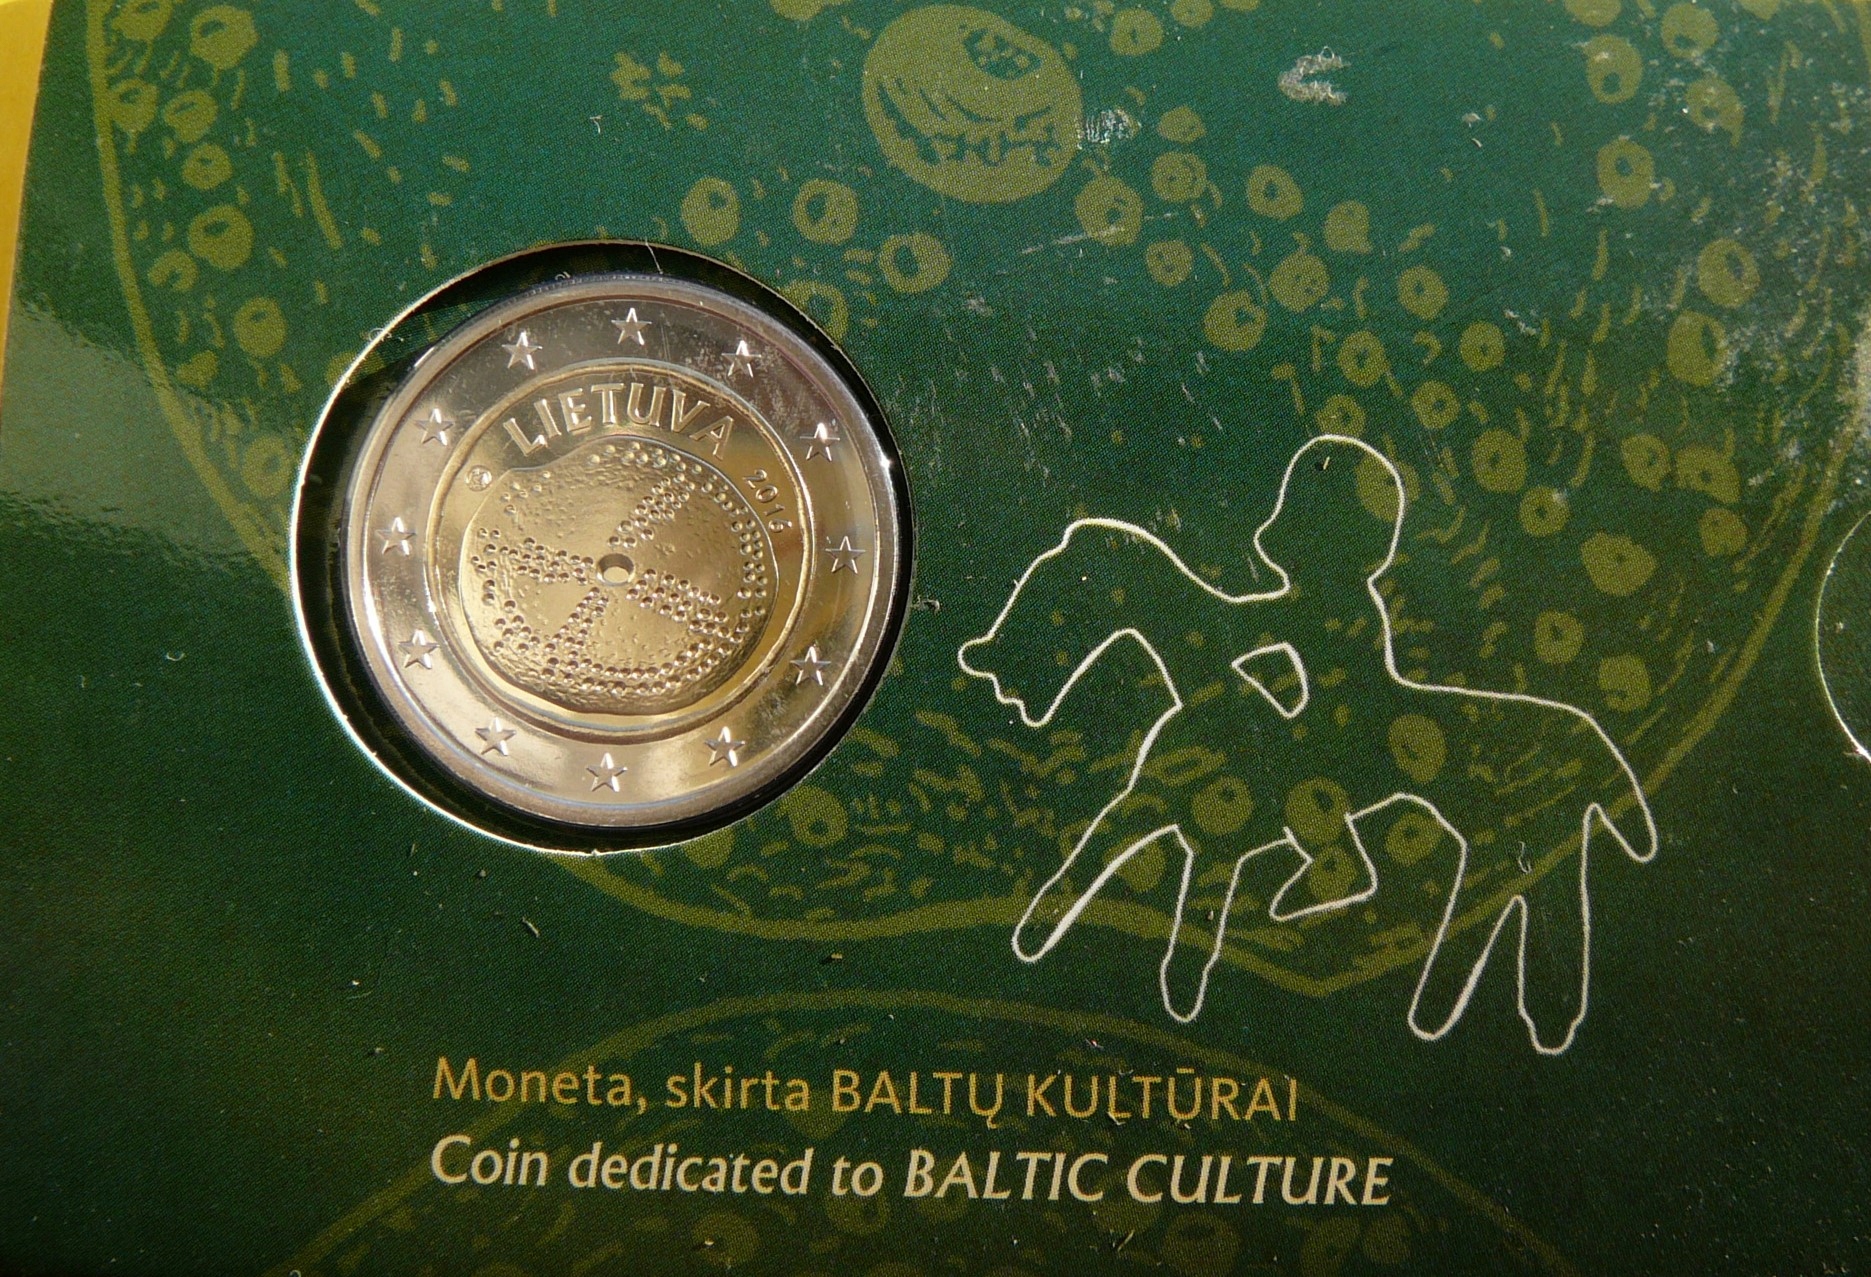 LIETUVA
2016
Moneta, skirta BALTŲ KULTŪRAI
Coin dedicated to BALTIC CULTURE